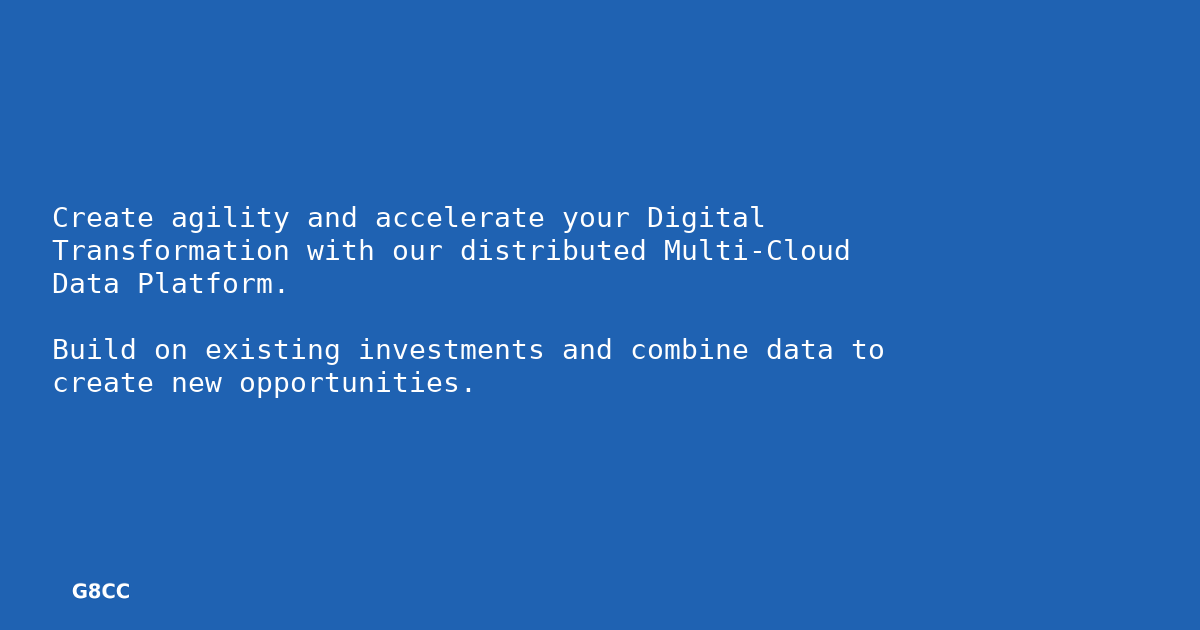 Create agility and accelerate your Digital
Transformation with our distributed Multi-Cloud
Data Platform.
Build on existing investments and combine data to
create new opportunities.
G8CC